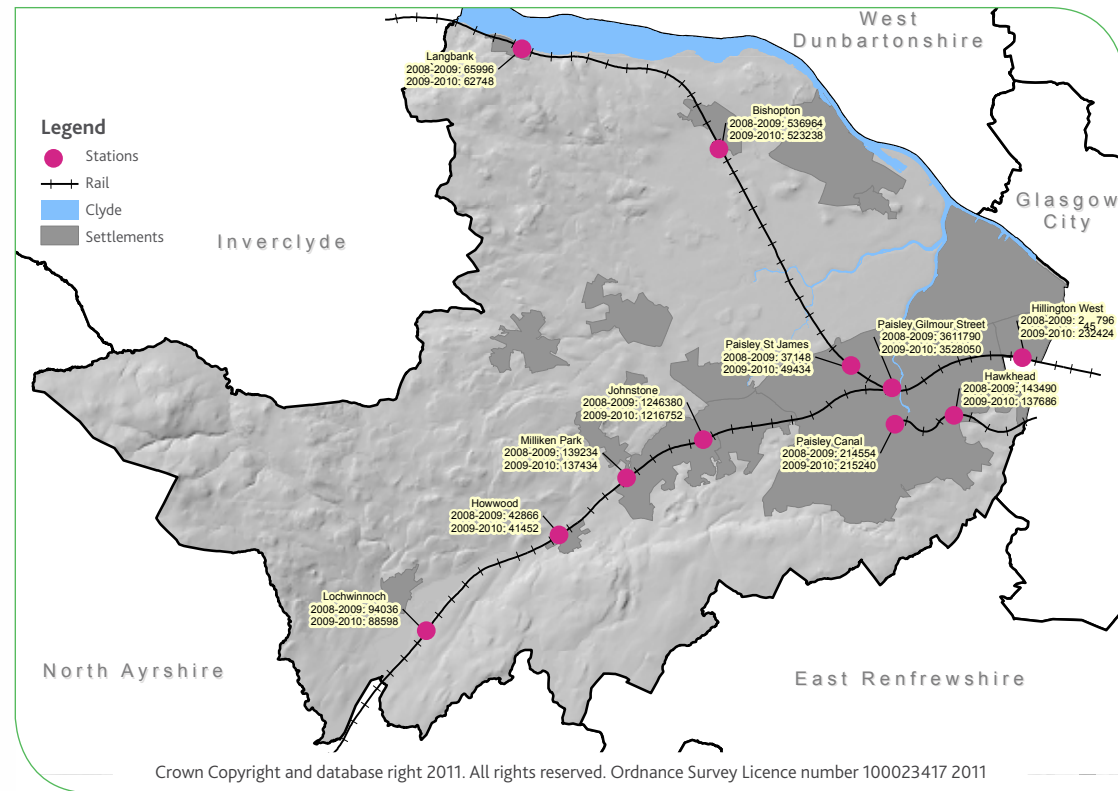 West
Dunbartonshire
Langbank
2008-2009: 65996
2009-2010: 62748
Bishopton
2008-2009: 536964
2009-2010: 523238
Legend
Stations
Rail
Clyde
Settlements
Inverclyde
Glasgow
City
Hillington West
2008-2009: 245796
2009-2010: 232424
Paisley Gilmour Street
2008-2009: 3611790
2009-2010: 3528050
Paisley St James
2008-2009: 37148
2009-2010: 49434
Hawkhead
2008-2009: 143490
2009-2010: 137686
Johnstone
2008-2009: 1246380
2009-2010: 1216752
Milliken Park
2008-2009: 139234
2009-2010: 137434
Paisley Canal
2008-2009: 214554
2009-2010: 215240
Howwood
2008-2009: 42866
2009-2010: 41452
Lochwinnoch
2008-2009: 94036
2009-2010: 88598
North Ayrshire
East Renfrewshire
Crown Copyright and database right 2011. All rights reserved. Ordnance Survey Licence number 100023417 2011